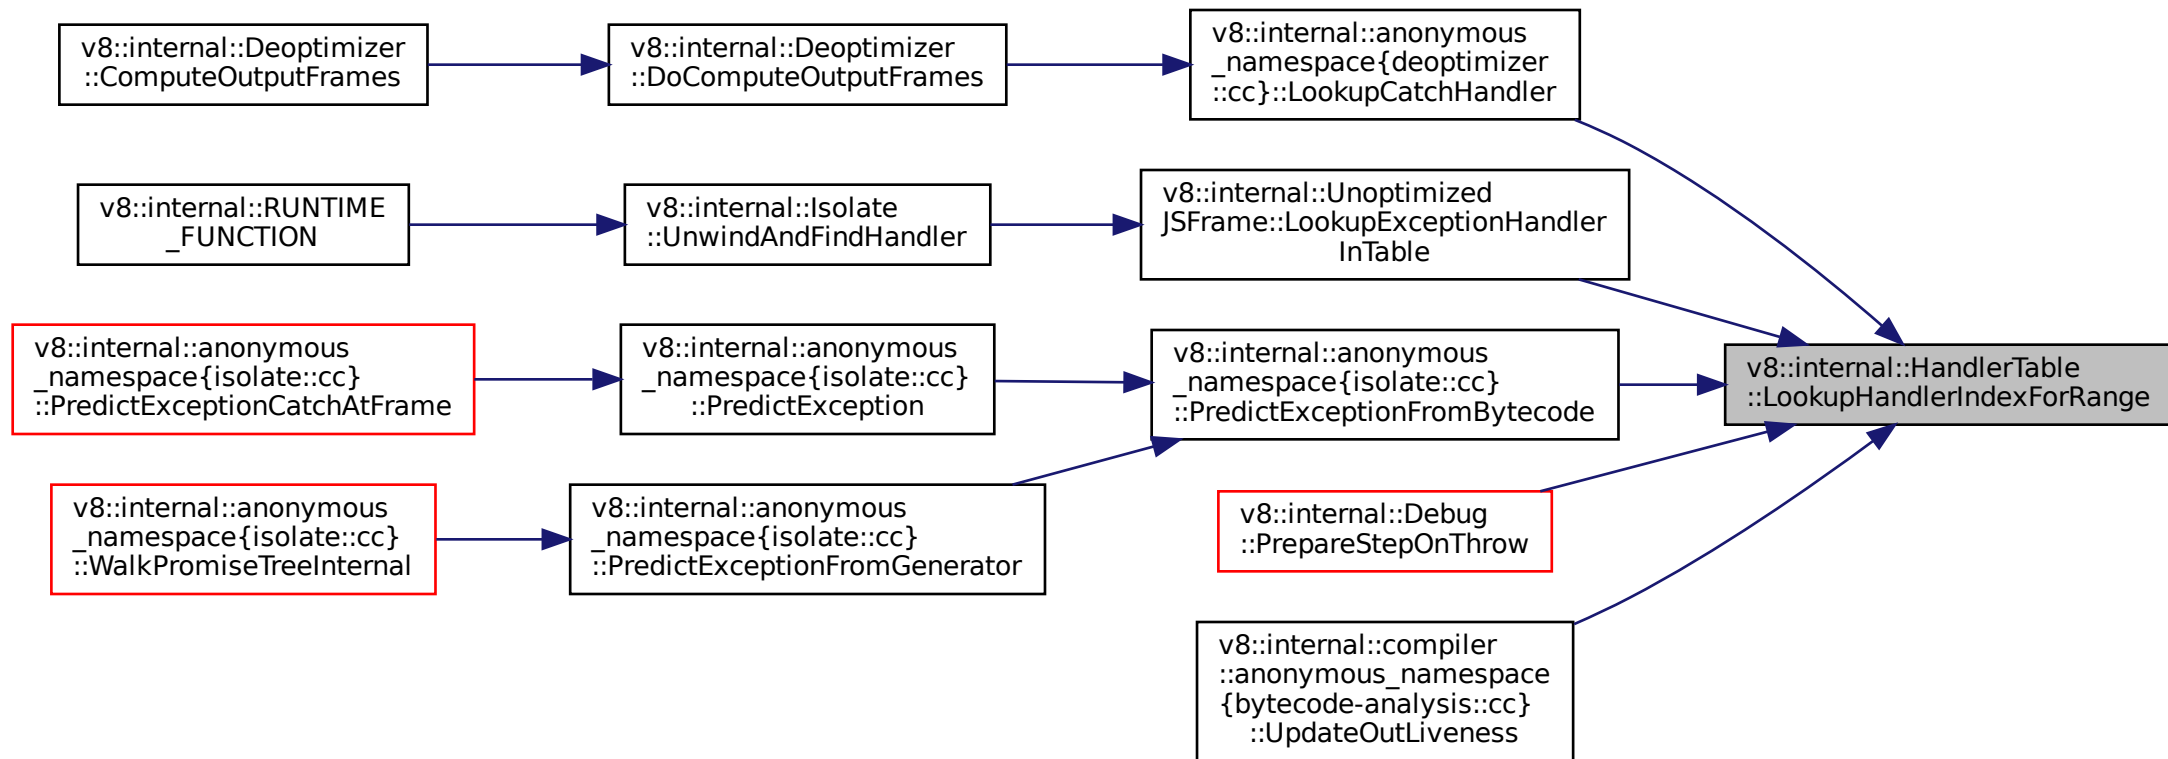 v8::internal::Deoptimizer
::ComputeOutputFrames
v8::internal::Deoptimizer
::DoComputeOutputFrames
v8::internal::anonymous
_namespace{deoptimizer
::cc}::LookupCatchHandler
v8::internal::RUNTIME
_FUNCTION
v8::internal::Isolate
::UnwindAndFindHandler
v8::internal::Unoptimized
JSFrame::LookupExceptionHandler
InTable
v8::internal::anonymous
_namespace{isolate::cc}
::PredictExceptionCatchAtFrame
v8::internal::anonymous
_namespace{isolate::cc}
::PredictException
v8::internal::anonymous
_namespace{isolate::cc}
::PredictExceptionFromBytecode
v8::internal::HandlerTable
::LookupHandlerIndexForRange
v8::internal::anonymous
_namespace{isolate::cc}
::WalkPromiseTreeInternal
v8::internal::anonymous
_namespace{isolate::cc}
::PredictExceptionFromGenerator
v8::internal::Debug
::PrepareStepOnThrow
v8::internal::compiler
::anonymous_namespace
{bytecode-analysis::cc}
::UpdateOutLiveness